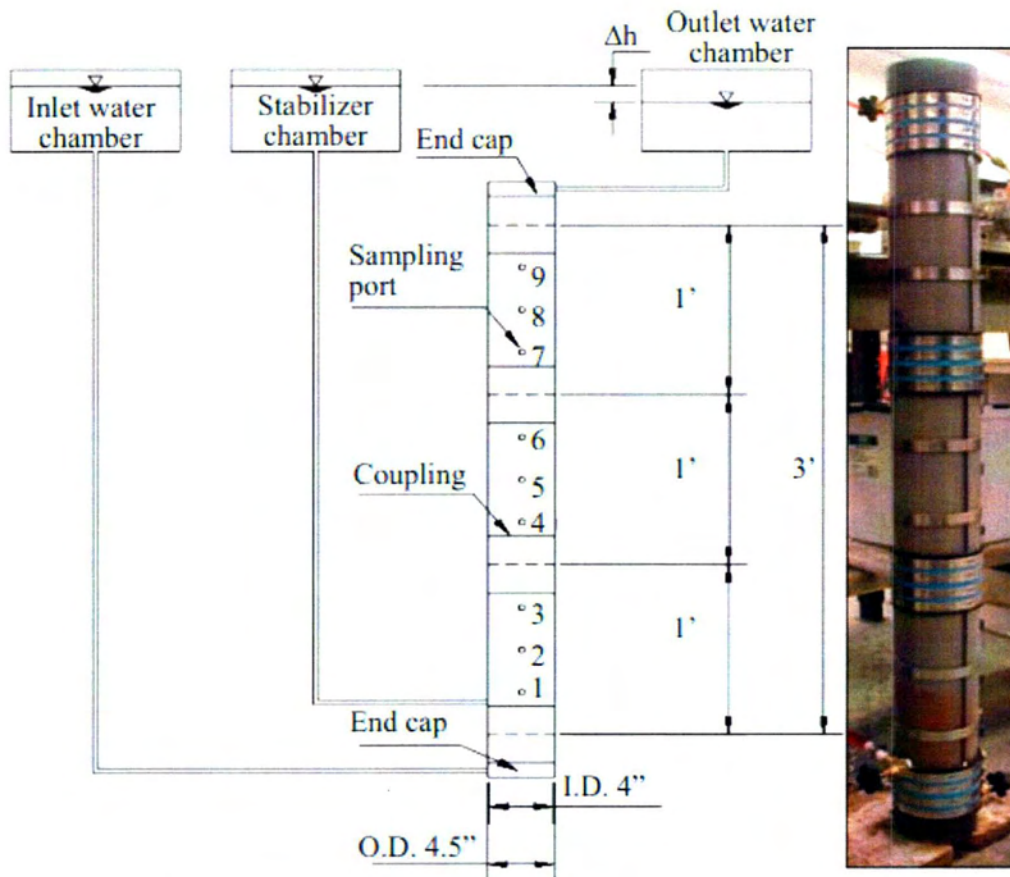 Outlet water
chamber
Δh
Inlet water
chamber
Stabilizer
chamber
End cap
Sampling
port
9
8
7
1’
6
5
4
Coupling
1’
3’
3
2
1
1’
End cap
I.D. 4”
O.D. 4.5”